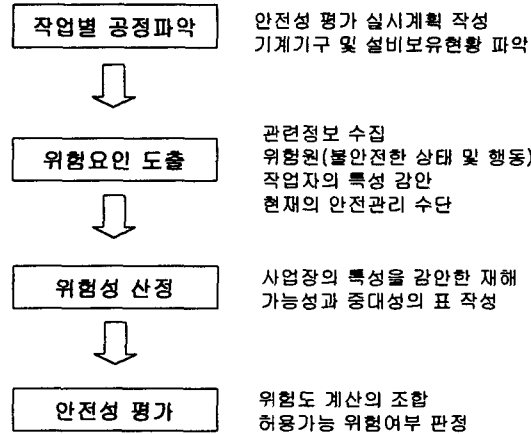 작업별 공정파악
안전성 평가 실시계획 작성
기계기구 및 설비보유현황 파악
위험요인 도출
관련정보 수집
위험원(불안전한 상태 및 행동)
작업자의 특성 감안
현재의 안전관리 수단
위험성 산정
사업장의 특성을 감안한 재해
가능성과 중대성의 표 작성
안전성 평가
위험도 계산의 조합
허용가능 위험여부 판정